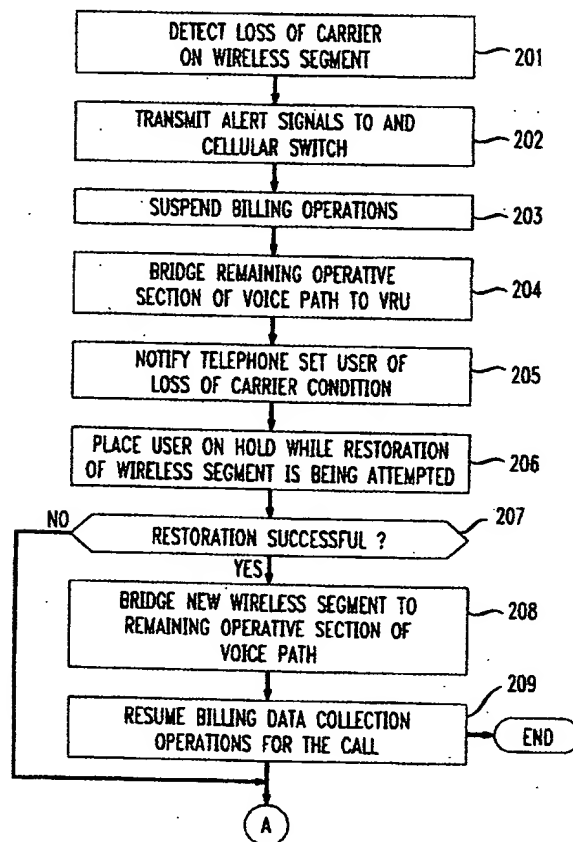 DETECT LOSS OF CARRIER
ON WIRELESS SEGMENT
201
TRANSMIT ALERT SIGNALS TO AND
CELLULAR SWITCH
202
SUSPEND BILLING OPERATIONS
203
BRIDGE REMAINING OPERATIVE
SECTION OF VOICE PATH TO VRU
204
NOTIFY TELEPHONE SET USER OF
LOSS OF CARRIER CONDITION
205
PLACE USER ON HOLD WHILE RESTORATION
OF WIRELESS SEGMENT IS BEING ATTEMPTED
206
NO
RESTORATION SUCCESSFUL ?
207
YES
BRIDGE NEW WIRELESS SEGMENT TO
REMAINING OPERATIVE SECTION OF
VOICE PATH
208
RESUME BILLING DATA COLLECTION
OPERATIONS FOR THE CALL
209
END
A